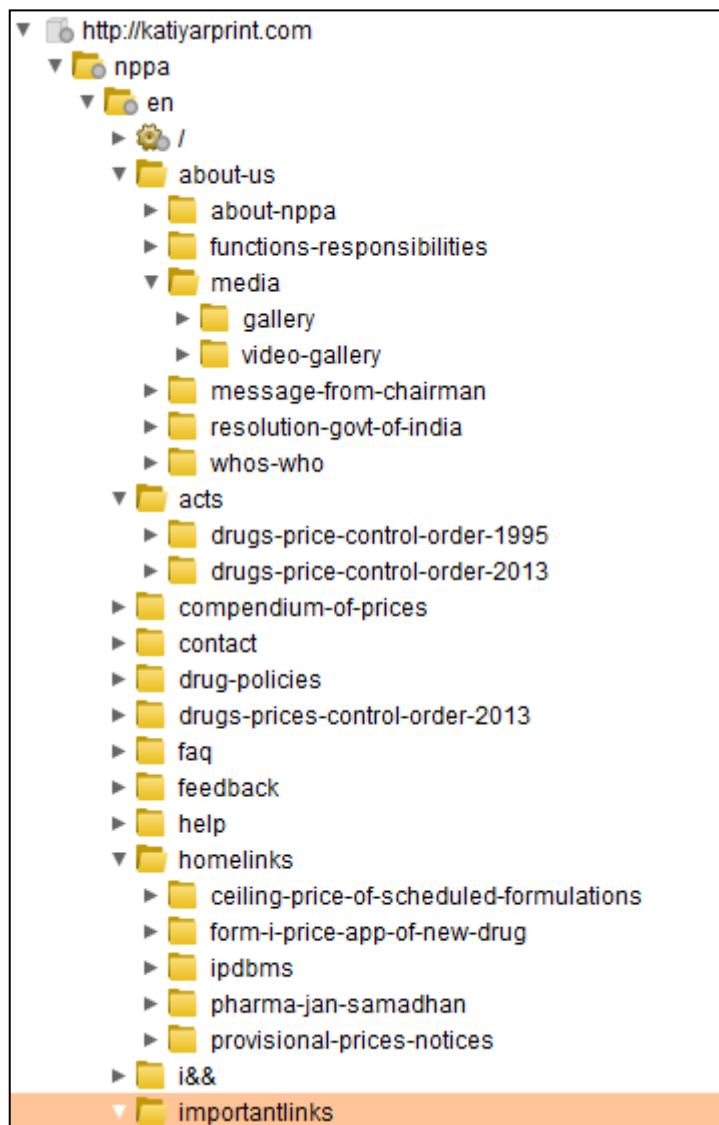 http://katiyarprint.com
nppa
en
/
about-us
about-nppa
functions-responsibilities
media
gallery
video-gallery
message-from-chairman
resolution-govt-of-india
whos-who
acts
drugs-price-control-order-1995
drugs-price-control-order-2013
compendium-of-prices
contact
drug-policies
drugs-prices-control-order-2013
faq
feedback
help
homelinks
ceiling-price-of-scheduled-formulations
form-i-price-app-of-new-drug
ipdbms
pharma-jan-samadhan
provisional-prices-notices
i&&
importantlinks